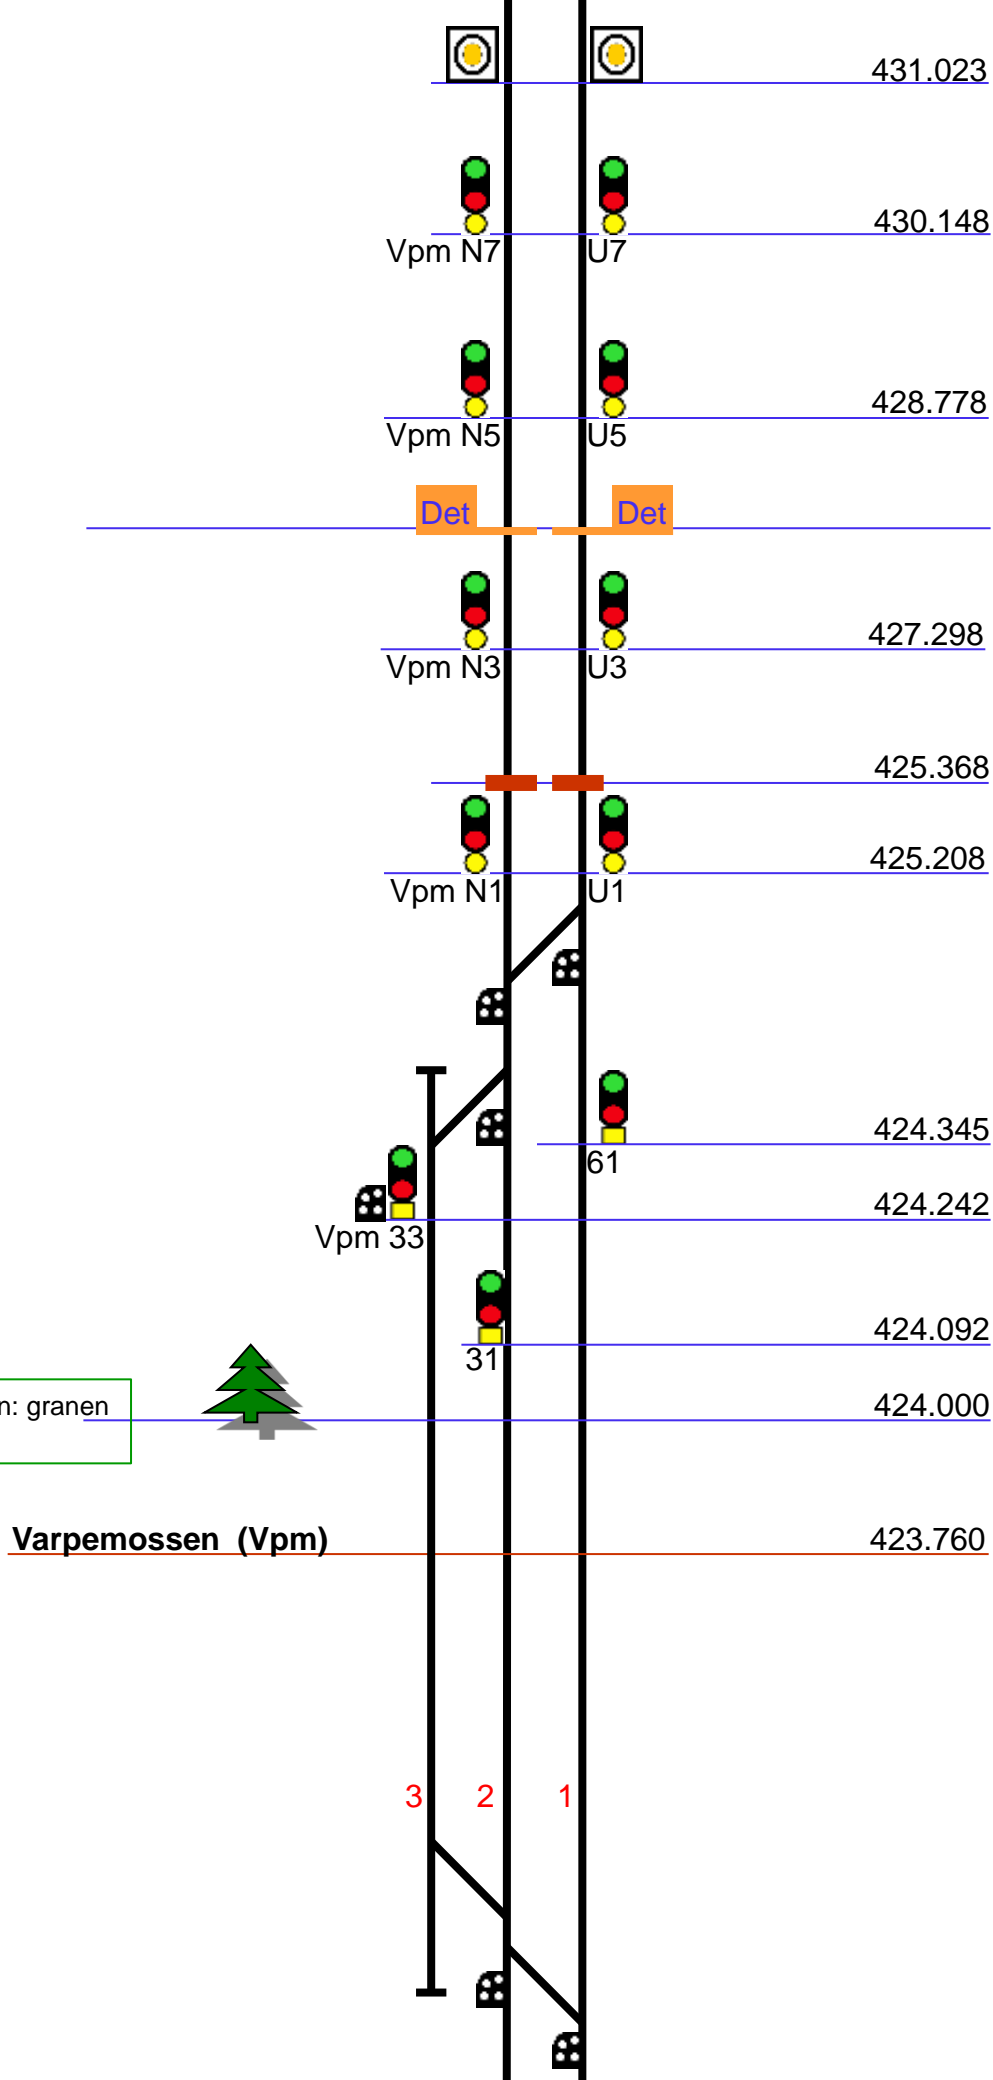 431.023
430.148
Vpm N7 U7
428.778
Vpm N5 U5
Det Det
427.298
Vpm N3 U3
425.368
425.208
Vpm N1 U1
424.345
61
424.242
Vpm 33
424.092
31
n: granen 424.000
Varpemossen (Vpm) 423.760
3 2 1